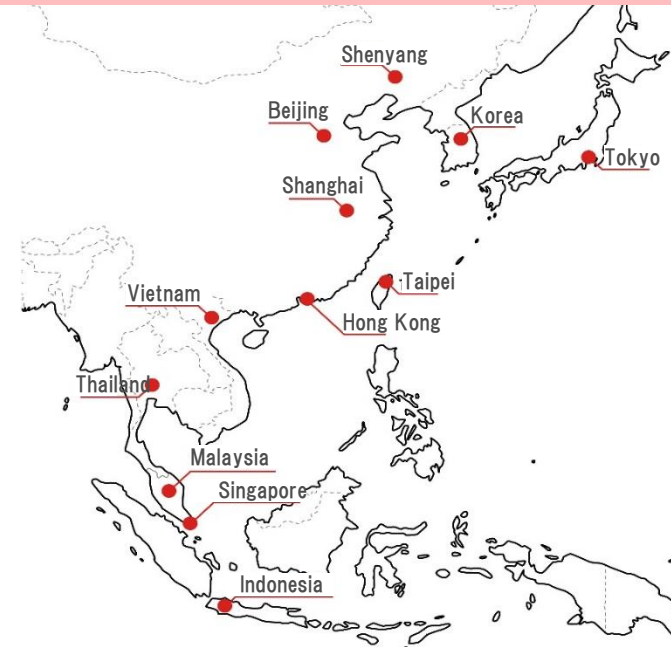 Shenyang
Beijing
Korea
Tokyo
Shanghai
Taipei
Vietnam
Hong Kong
Thailand
Malaysia
Singapore
Indonesia